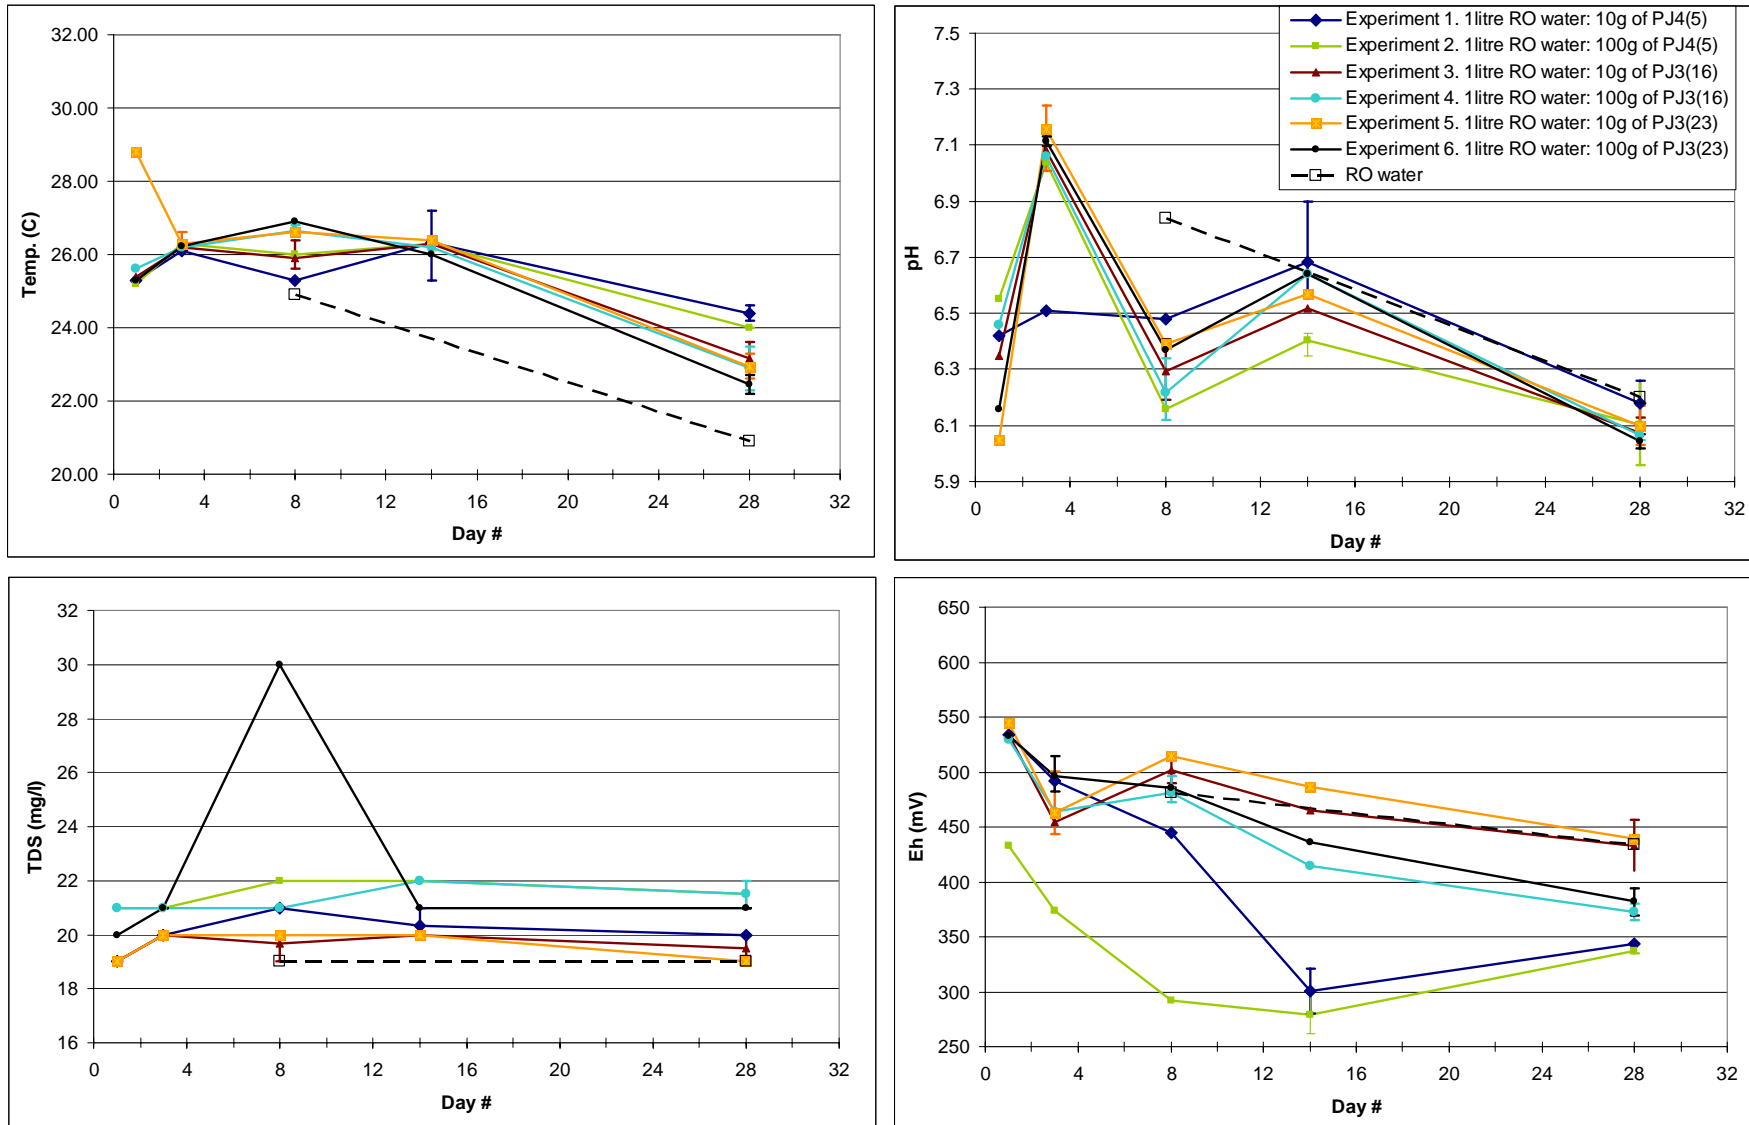 32.00
30.00
28.00
26.00
24.00
22.00
20.00
Temp. (C)
0 4 8 12 16 20 24 28 32
Day #
7.5
7.3
7.1
6.9
6.7
6.5
6.3
6.1
5.9
pH
0 4 8 12 16 20 24 28 32
Day #
Experiment 1. 1litre RO water: 10g of PJ4(5)
Experiment 2. 1litre RO water: 100g of PJ4(5)
Experiment 3. 1litre RO water: 10g of PJ3(16)
Experiment 4. 1litre RO water: 100g of PJ3(16)
Experiment 5. 1litre RO water: 10g of PJ3(23)
Experiment 6. 1litre RO water: 100g of PJ3(23)
RO water
32
30
28
26
24
22
20
18
16
TDS (mg/l)
0 4 8 12 16 20 24 28 32
Day #
650
600
550
500
450
400
350
300
250
Eh (mV)
0 4 8 12 16 20 24 28 32
Day #